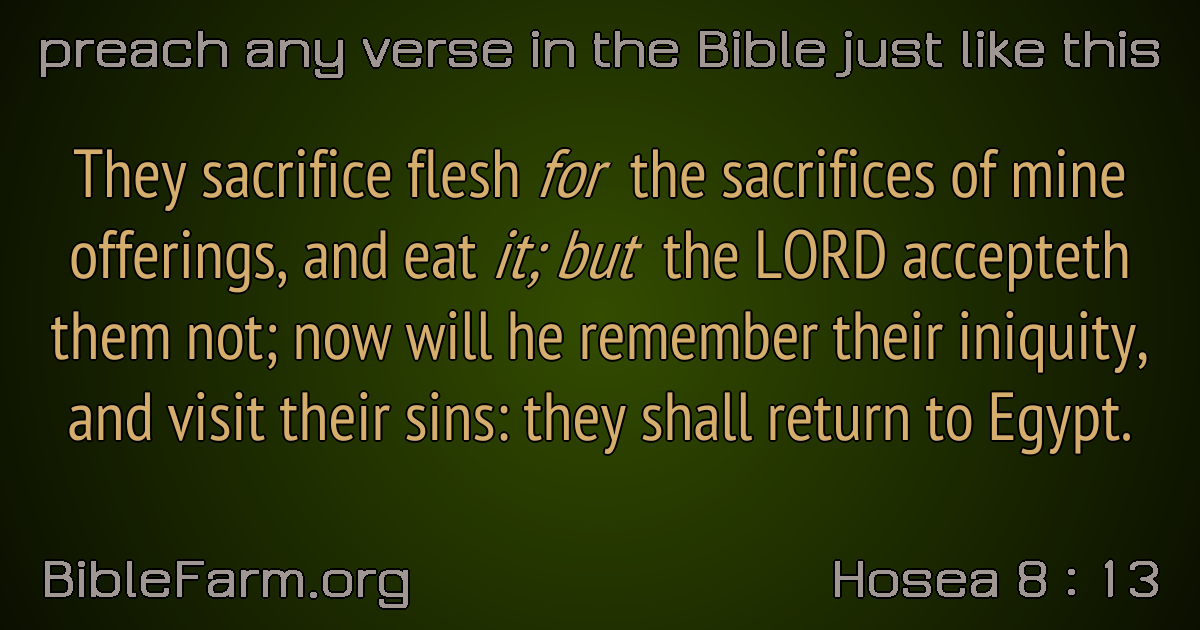 preach any verse in the Bible just like this
They sacrifice flesh for the sacrifices of mine
offerings, and eat it; but the LORD accepteth
them not; now will he remember their iniquity,
and visit their sins: they shall return to Egypt.
BibleFarm.org
Hosea 8 : 13